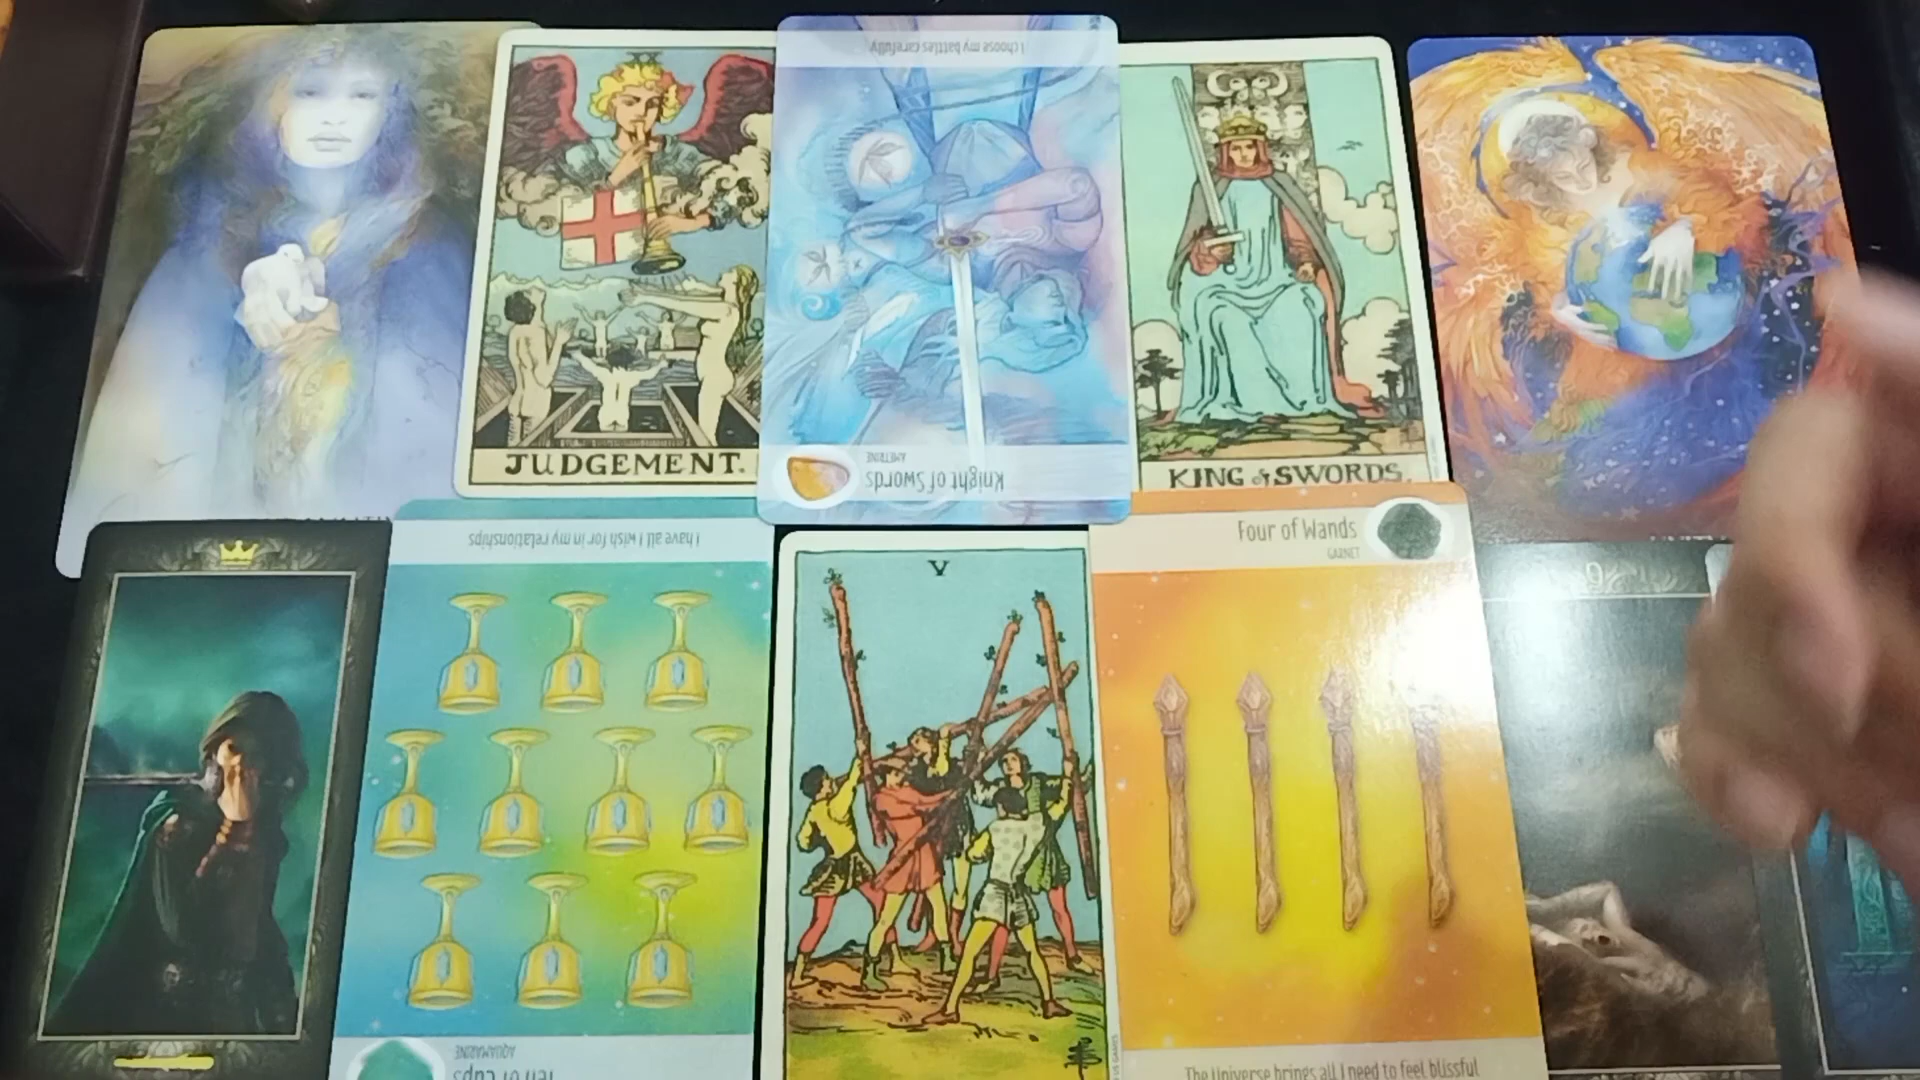 I choose my battles carefully
JUDGEMENT.
Knight of Swords
AMETRINE
KING of SWORDS.
I have all I wish for in my relationships
Four of Wands
GARNET
V
9
AQUAMARINE
Ten of Cups
The Universe brings all I need to feel blissful